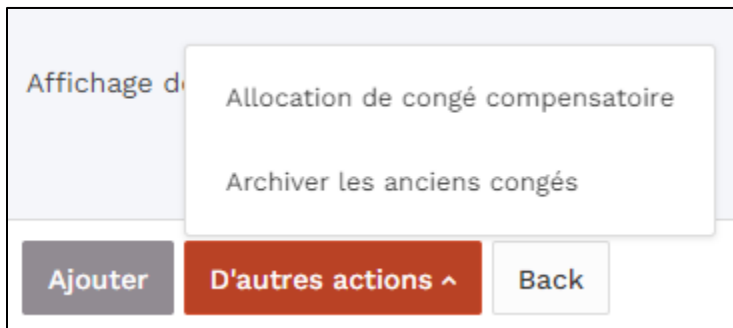 Affichage
Allocation de congé compensatoire
Archiver les anciens congés
Ajouter
D'autres actions
Back